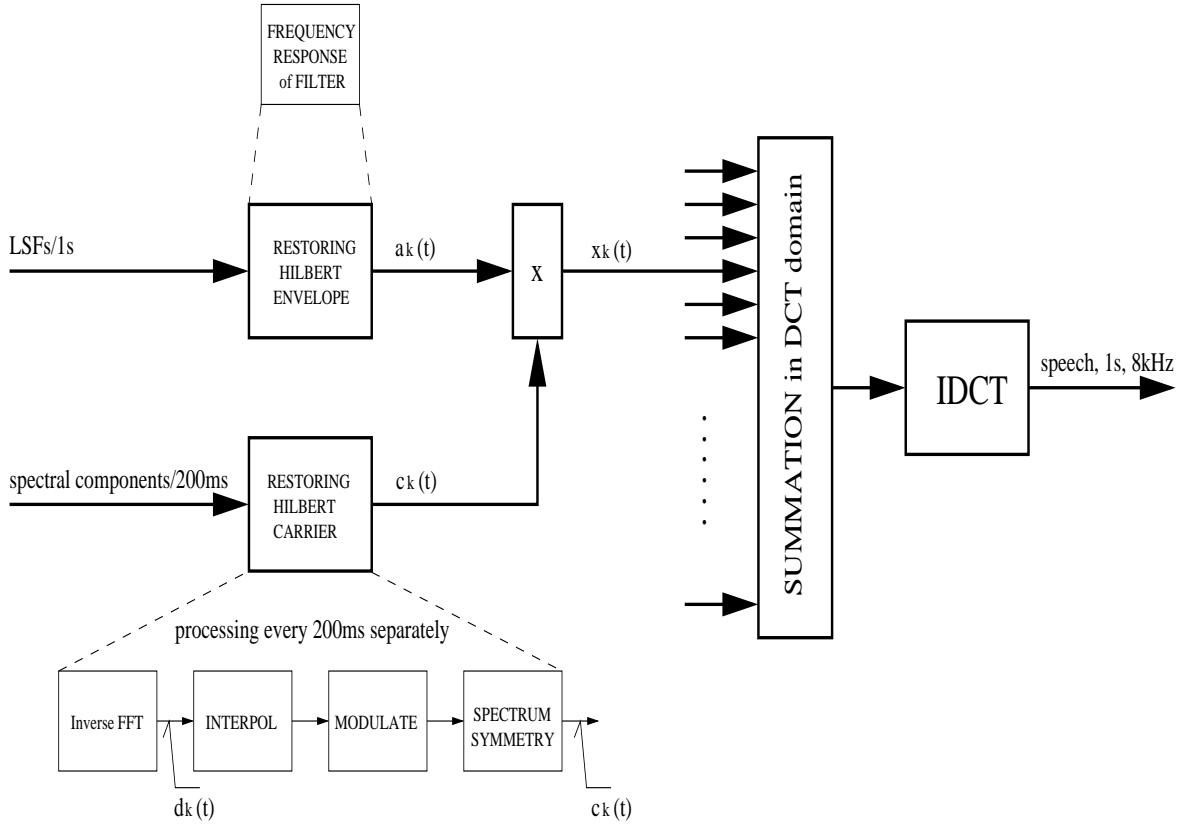 FREQUENCY
RESPONSE
of FILTER
LSFs/1s
RESTORING
HILBERT
ENVELOPE
ak(t)
x
xk(t)
SUMMATION in DCT domain
IDCT
speech, 1s, 8kHz
spectral components/200ms
RESTORING
HILBERT
CARRIER
ck(t)
processing every 200ms separately
Inverse FFT
INTERPOL
MODULATE
SPECTRUM
SYMMETRY
dk(t)
ck(t)